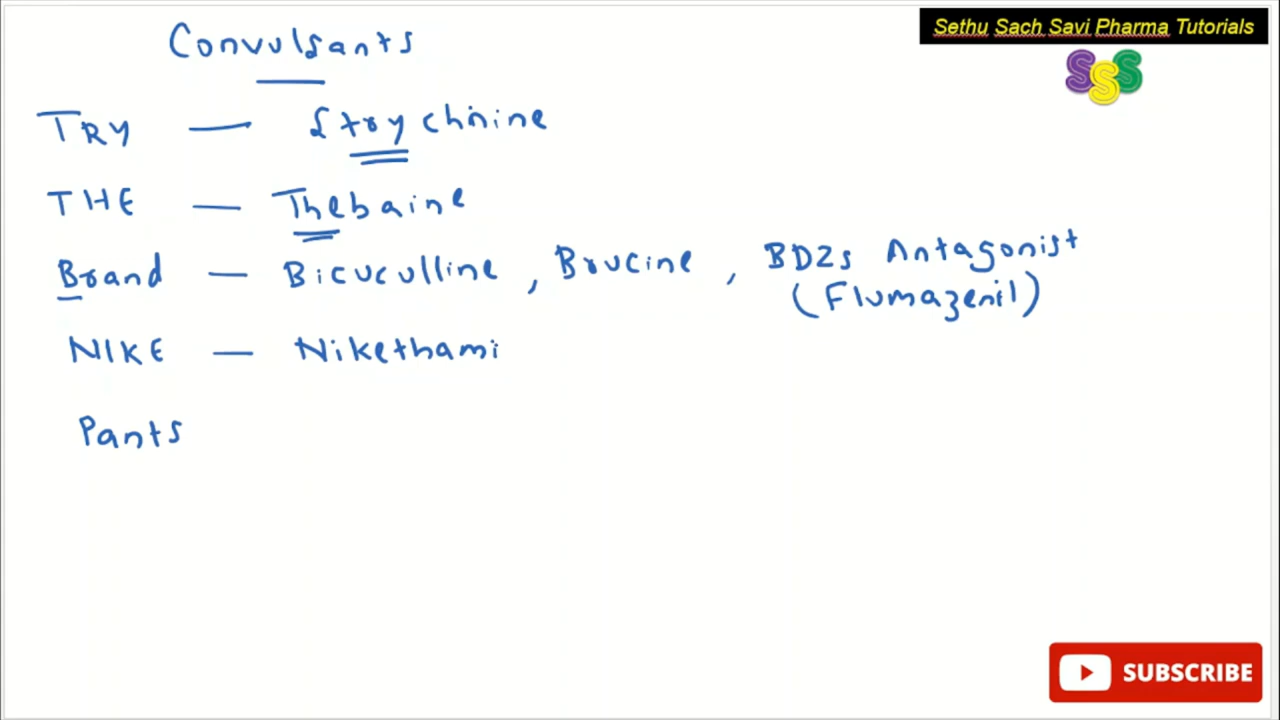 Convulsants
Sethu Sach Savi Pharma Tutorials
SSS
TRY — Strychnine
THE — Thebaine
Brand — Bicuculline, Brucine, BDZs Antagonist
(Flumazenil)
NIKE — Nikethami
Pants
SUBSCRIBE